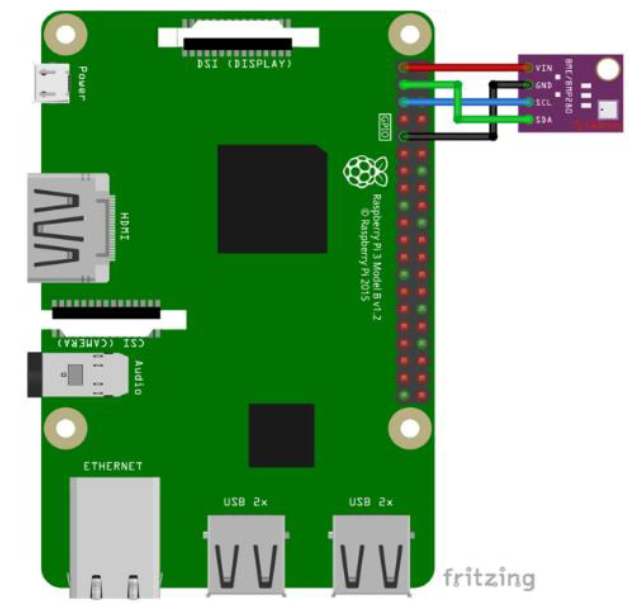 DSI (DISPLAY)
Power
GPIO
VIN
GND
SCL
SDA
BME/BMP280
HDMI
Raspberry Pi 3 Model B v1.2
© Raspberry Pi 2015
CSI (CAMERA)
Audio
ETHERNET
USB 2x
USB 2x
fritzing